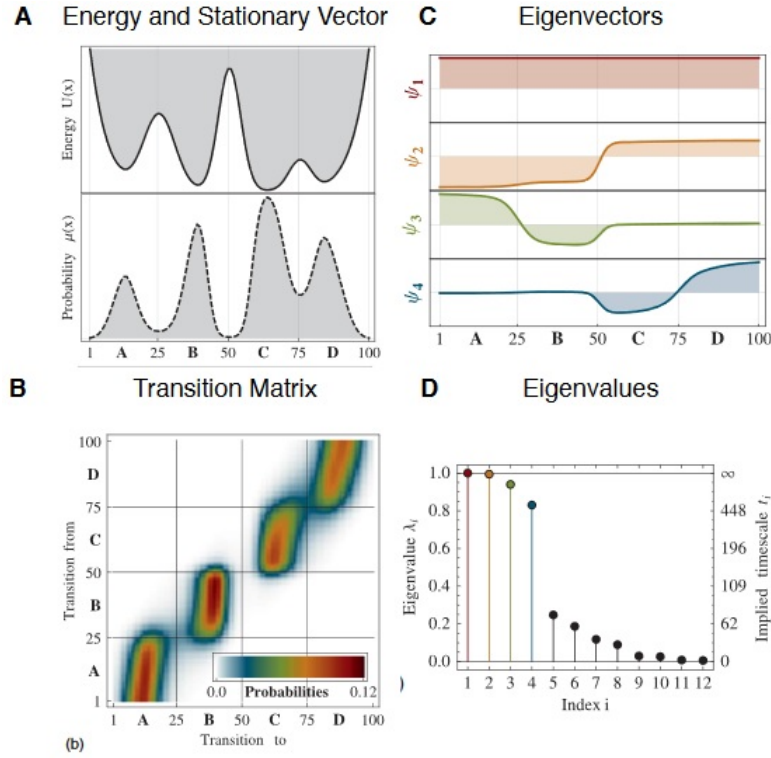 A Energy and Stationary Vector
Energy U(x)
Probability μ(x)
1 A 25 B 50 C 75 D 100
C Eigenvectors
ψ1
ψ2
ψ3
ψ4
1 A 25 B 50 C 75 D 100
B Transition Matrix
Transition from
100
D
75
C
50
B
25
A
1
0.0 Probabilities 0.12
1 A 25 B 50 C 75 D 100
Transition to
(b)
D Eigenvalues
Eigenvalue λi
1.0
0.8
0.6
0.4
0.2
0.0
∞
448
196
109
62
0
Implied timescale ti
)
1 2 3 4 5 6 7 8 9 10 11 12
Index i